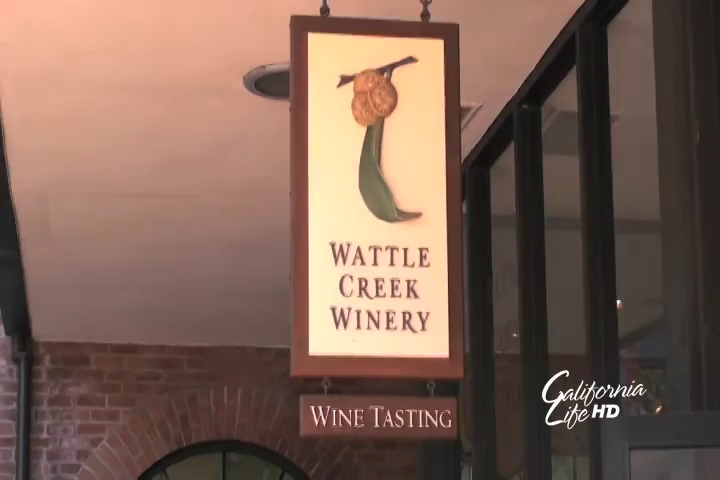 WATTLE
CREEK
WINERY
WINE TASTING
California
Life HD